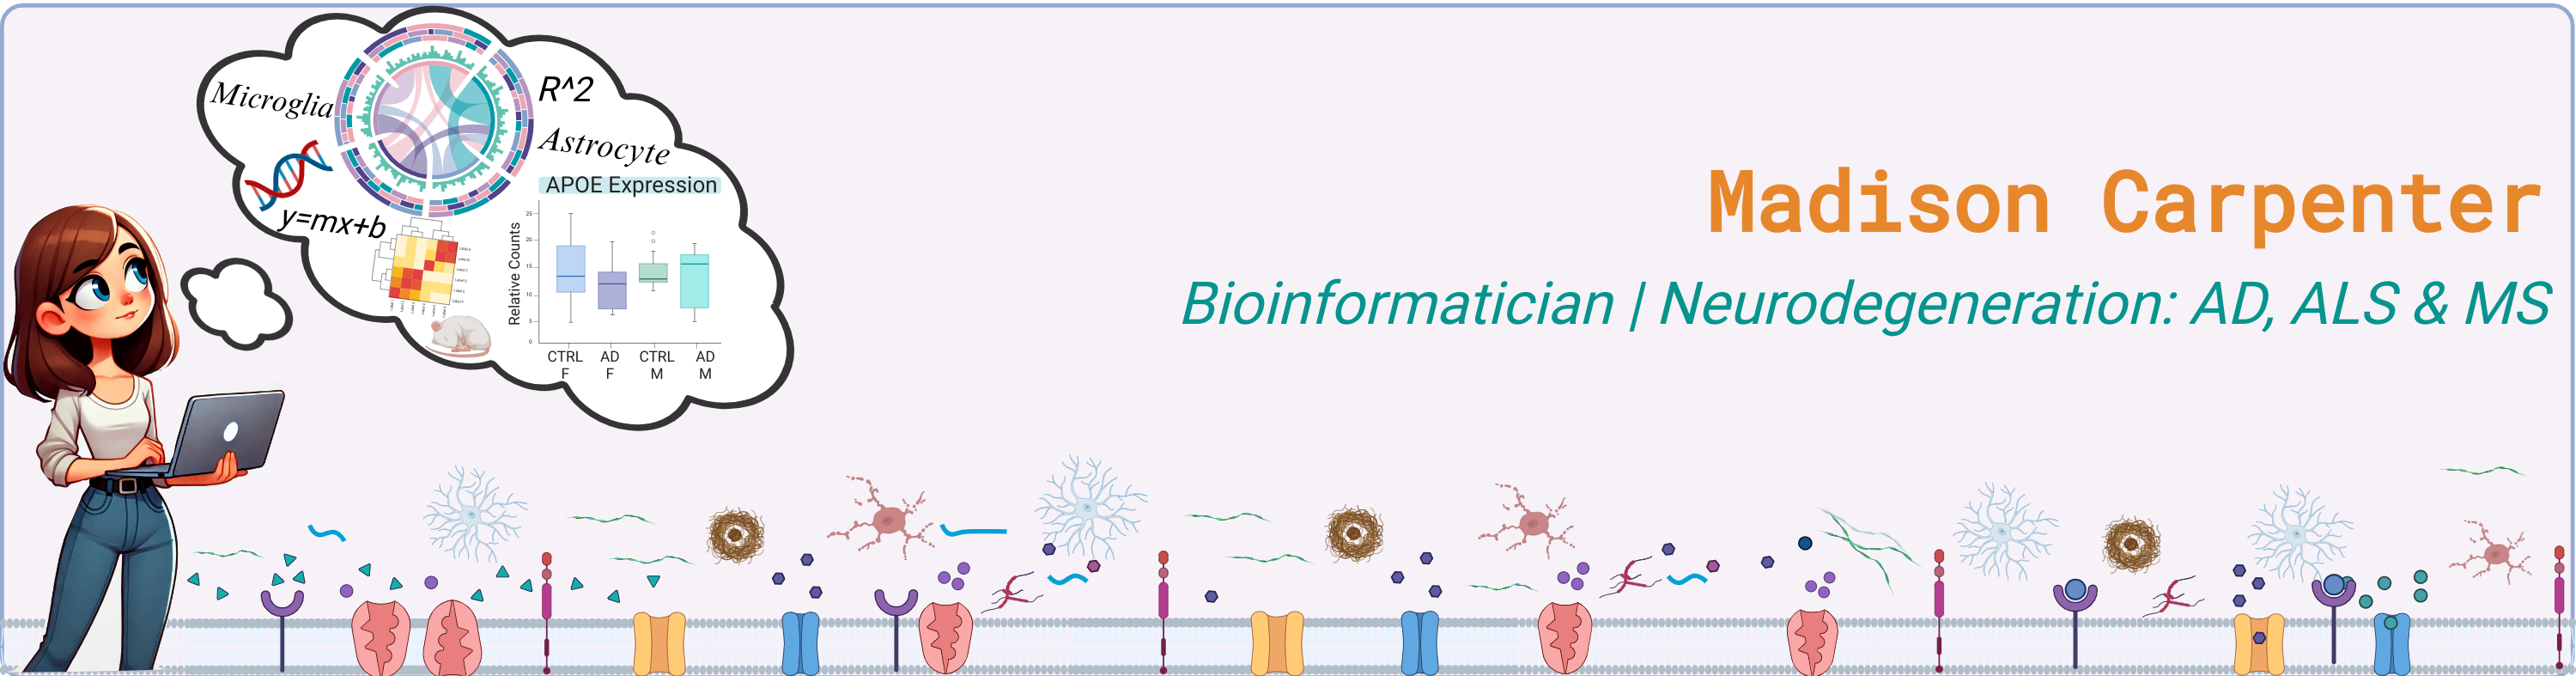 Microglia
R^2
Astrocyte
y=mx+b
APOE Expression
Relative Counts
25
20
15
10
5
0
CTRL AD CTRL AD
F F M M
Madison Carpenter
Bioinformatician | Neurodegeneration: AD, ALS & MS